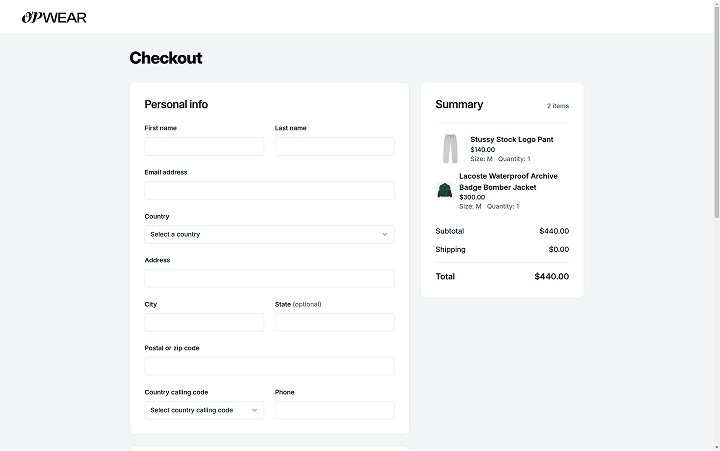 OPWEAR
Checkout
Personal info
First name
Last name
Email address
Country
Select a country
Address
City
State (optional)
Postal or zip code
Country calling code
Phone
Select country calling code
Summary
2 items
Stussy Stock Logo Pant
$140.00
Size: M Quantity: 1
Lacoste Waterproof Archive
Badge Bomber Jacket
$300.00
Size: M Quantity: 1
Subtotal $440.00
Shipping $0.00
Total $440.00